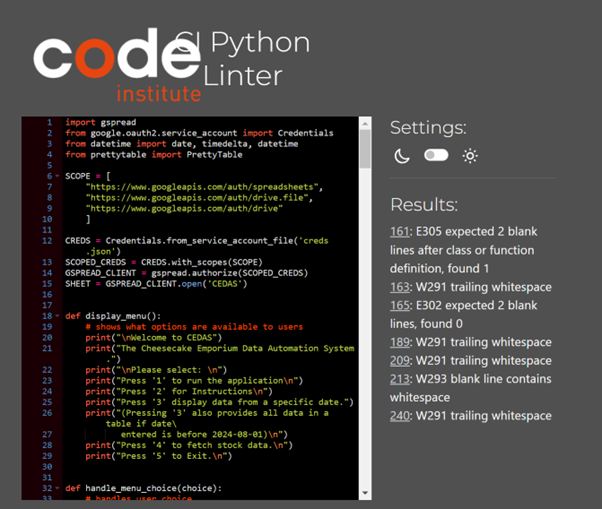 code
institute
CI Python
Linter
1 import gspread
2 from google.oauth2.service_account import Credentials
3 from datetime import date, timedelta, datetime
4 from prettytable import PrettyTable
5
6 SCOPE = [
7 "https://www.googleapis.com/auth/spreadsheets",
8 "https://www.googleapis.com/auth/drive.file",
9 "https://www.googleapis.com/auth/drive"
10 ]
11
12 CREDS = Credentials.from_service_account_file('creds
.json')
13 SCOPED_CREDS = CREDS.with_scopes(SCOPE)
14 GSPREAD_CLIENT = gspread.authorize(SCOPED_CREDS)
15 SHEET = GSPREAD_CLIENT.open('CEDAS')
16
17
18 def display_menu():
19 # shows what options are available to users
20 print("\nWelcome to CEDAS")
21 print("The Cheesecake Emporium Data Automation System
.")
22 print("\nPlease select: \n")
23 print("Press '1' to run the application\n")
24 print("Press '2' for Instructions\n")
25 print("Press '3' display data from a specific date.")
26 print("(Pressing '3' also provides all data in a
table if date\
27 entered is before 2024-08-01)\n")
28 print("Press '4' to fetch stock data.\n")
29 print("Press '5' to Exit.\n")
30
31
32 def handle_menu_choice(choice):
33 # handles user choice
Settings:
Results:
161: E305 expected 2 blank
lines after class or function
definition, found 1
163: W291 trailing whitespace
165: E302 expected 2 blank
lines, found 0
189: W291 trailing whitespace
209: W291 trailing whitespace
213: W293 blank line contains
whitespace
240: W291 trailing whitespace